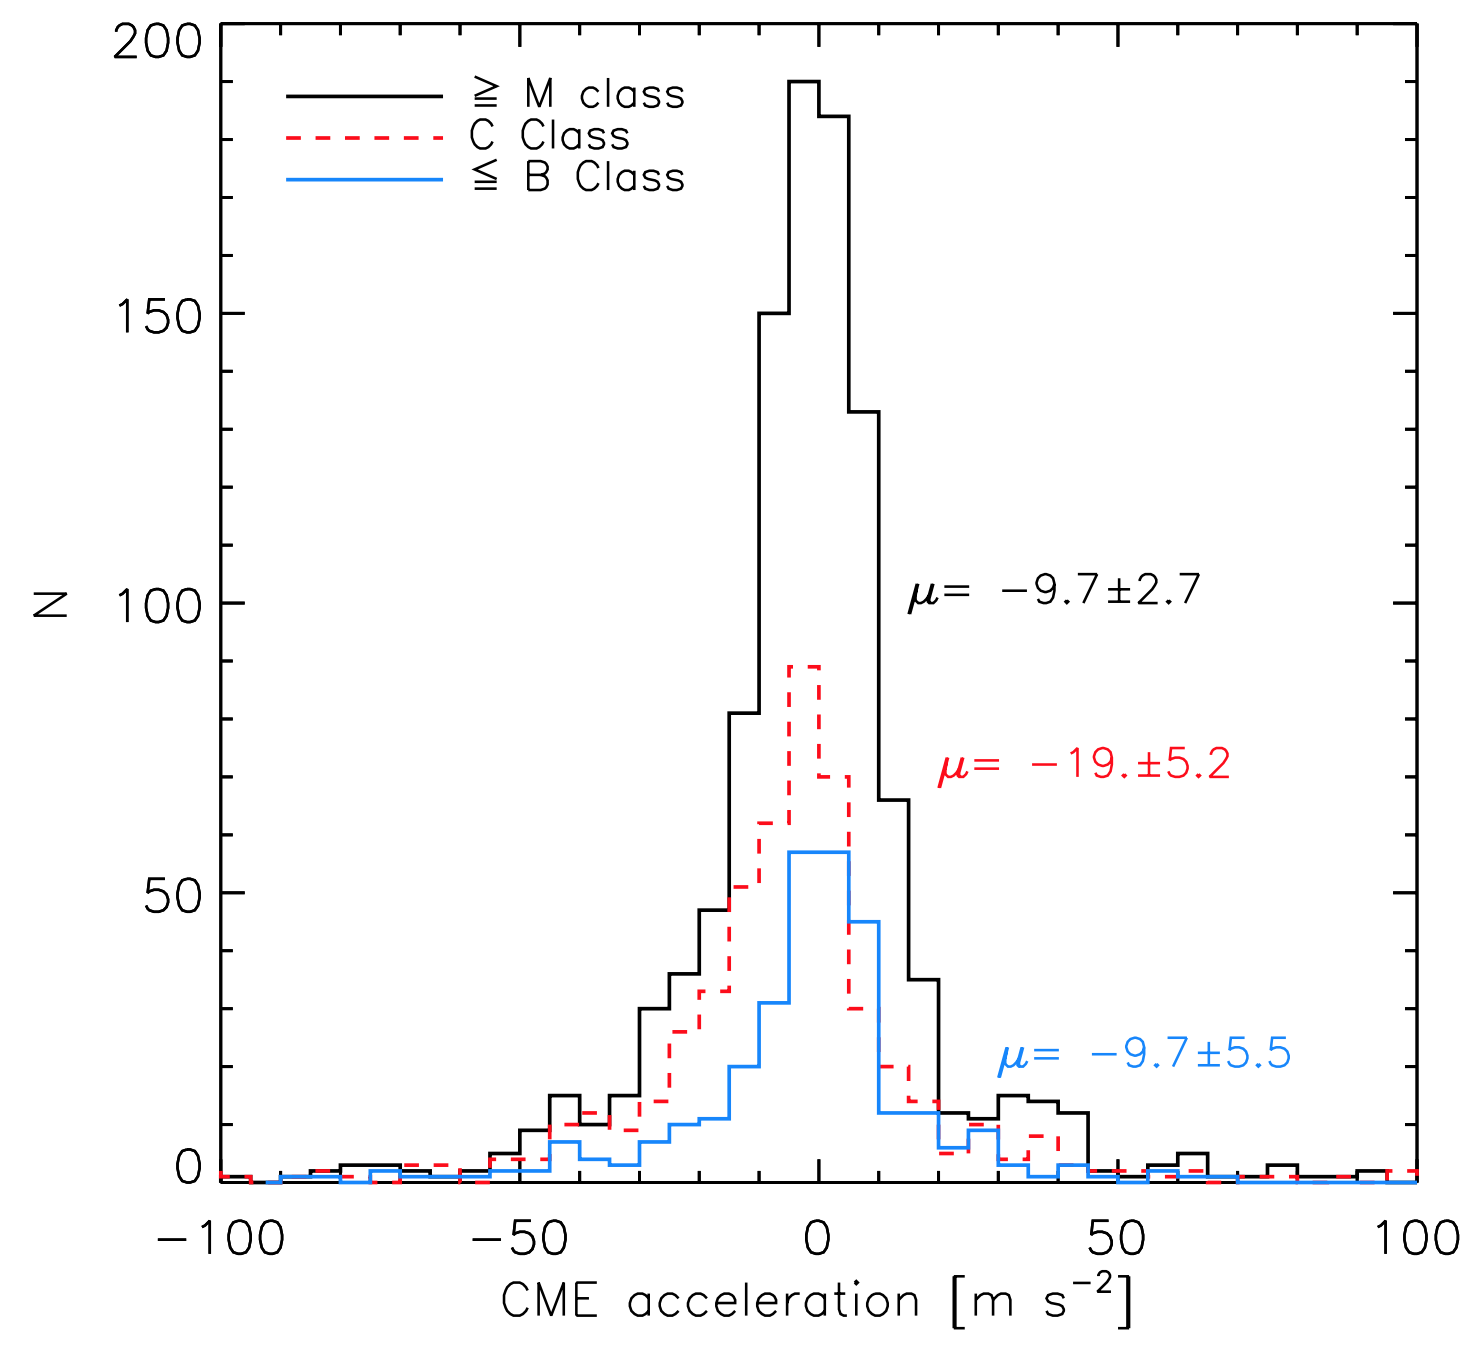 200
≧ M class
C Class
≦ B Class
150
N
100
μ= −9.7±2.7
μ= −19.±5.2
50
μ= −9.7±5.5
0
−100 −50 0 50 100
CME acceleration [m s⁻²]